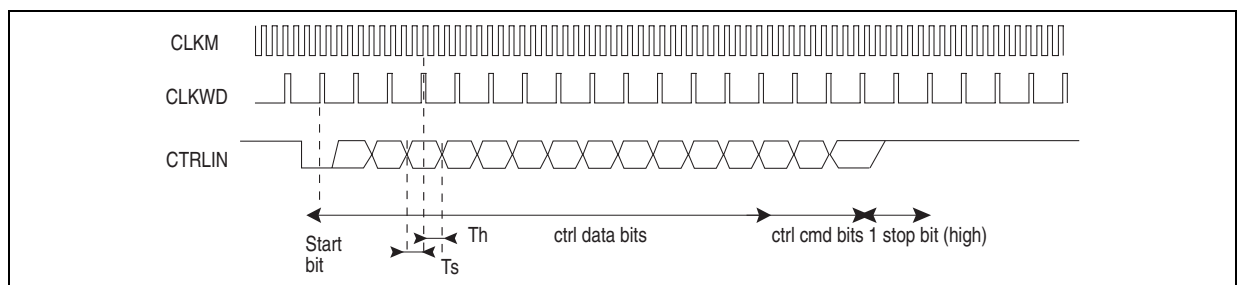 CLKM
CLKWD
CTRLIN
Start
bit
Th
Ts
ctrl data bits
ctrl cmd bits 1 stop bit (high)